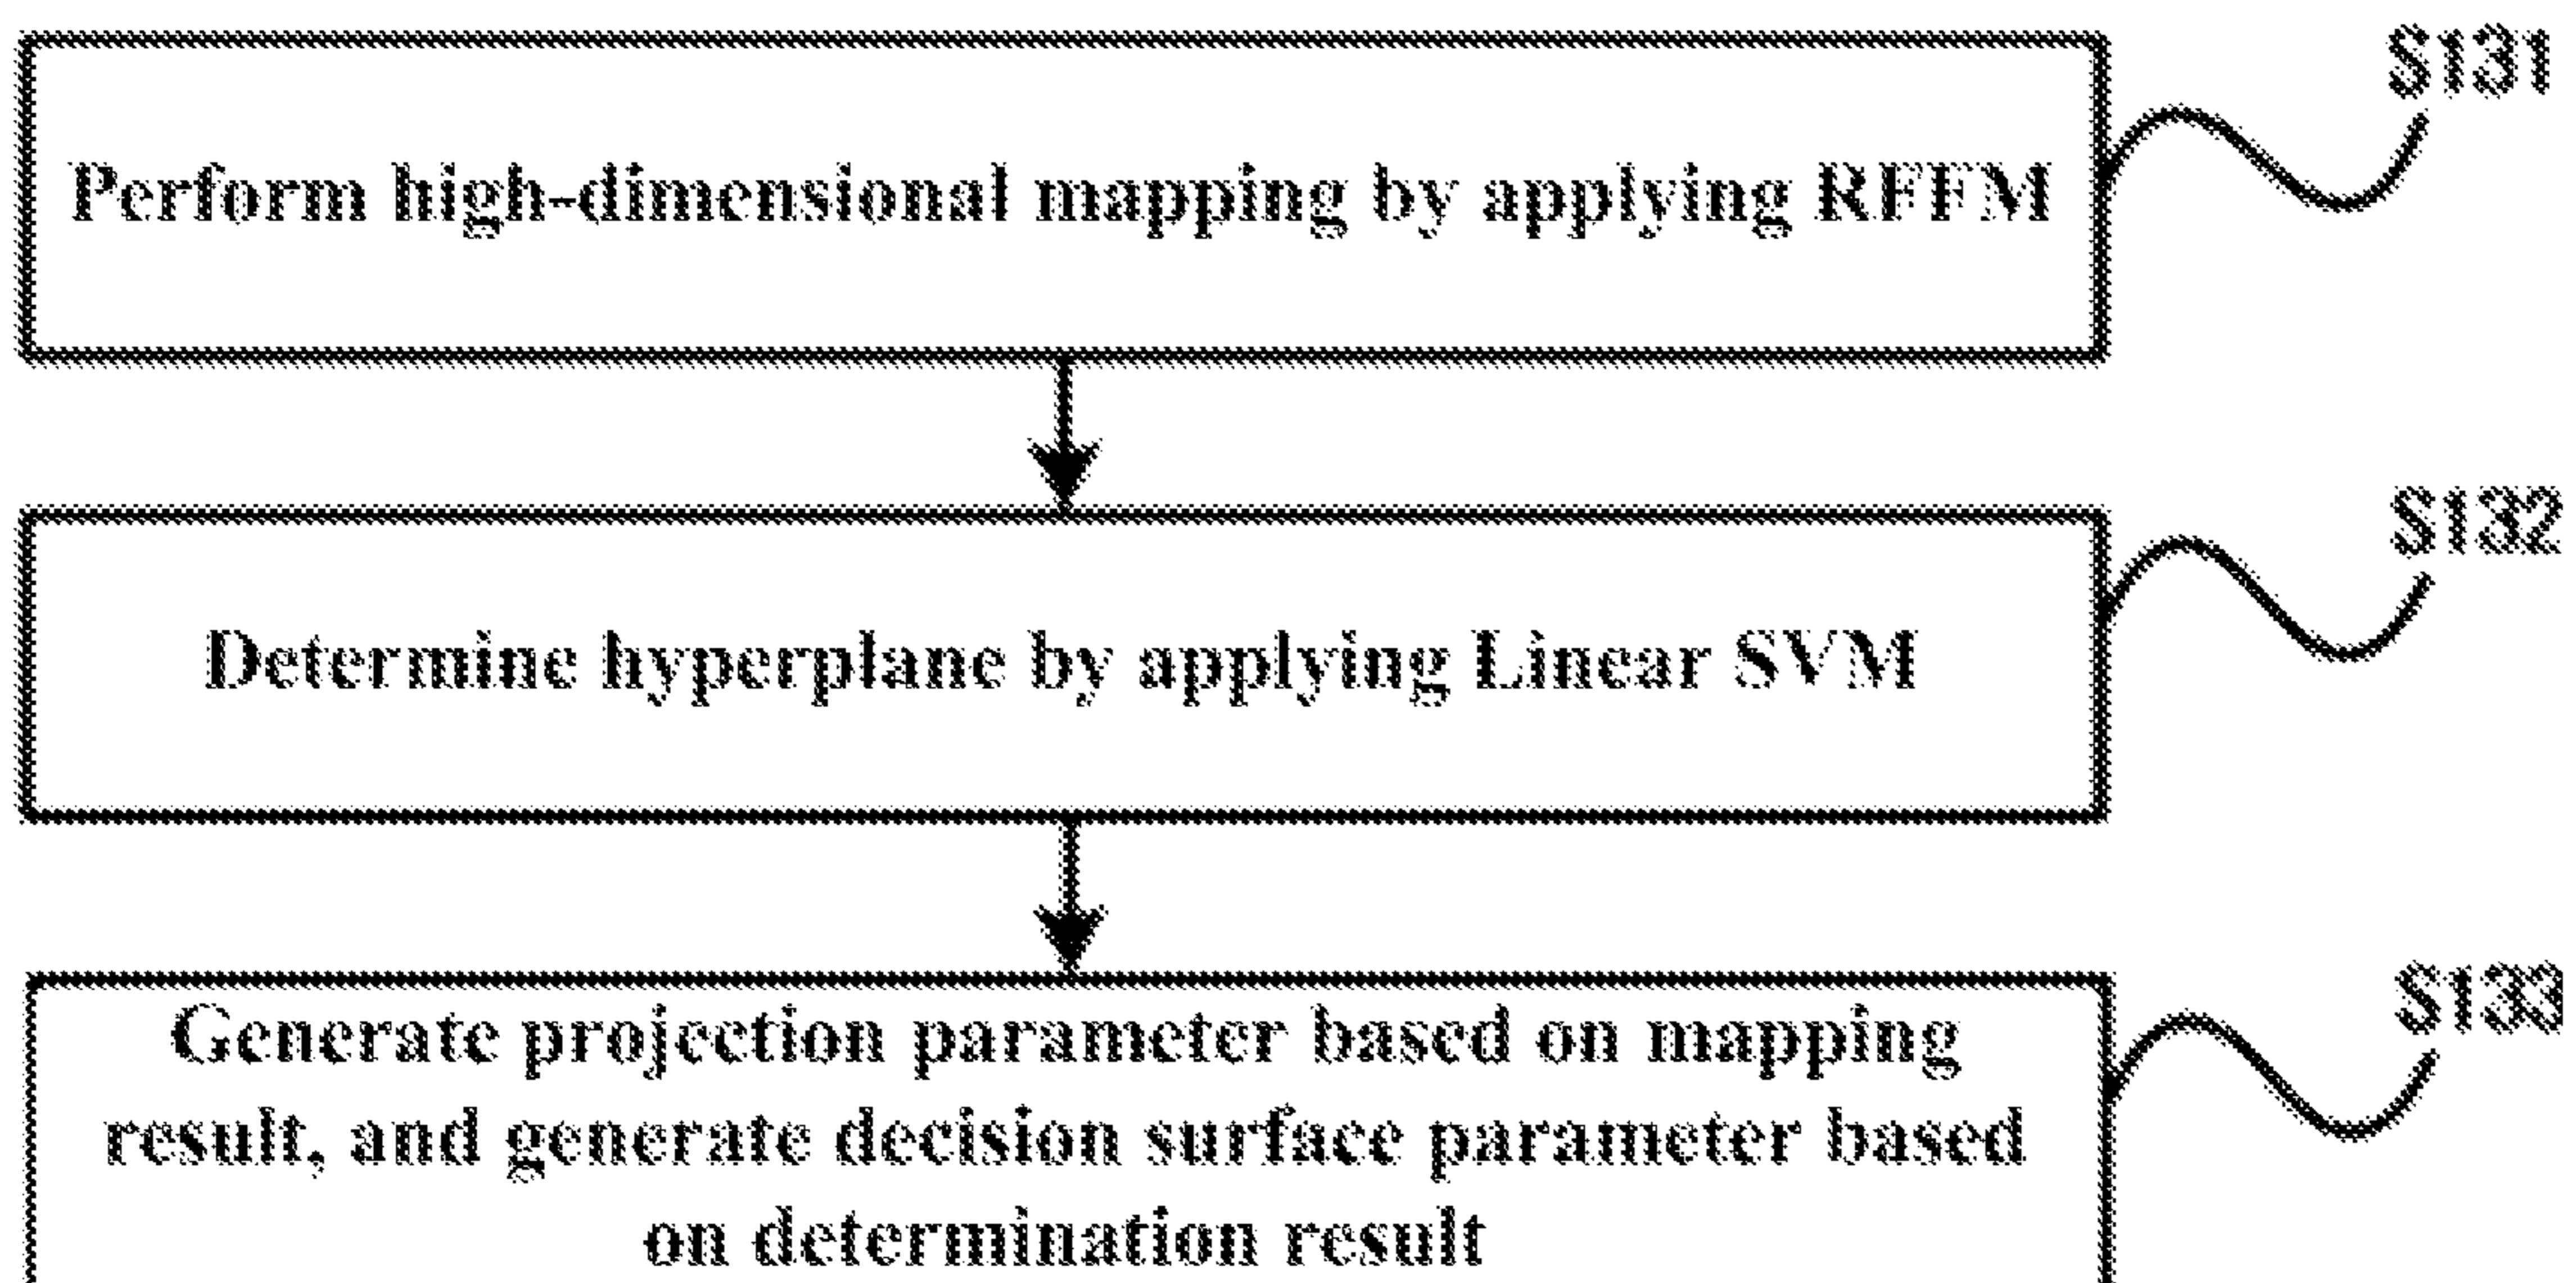 S131
Perform high-dimensional mapping by applying RFFM
S132
Determine hyperplane by applying Linear SVM
S133
Generate projection parameter based on mapping
result, and generate decision surface parameter based
on determination result